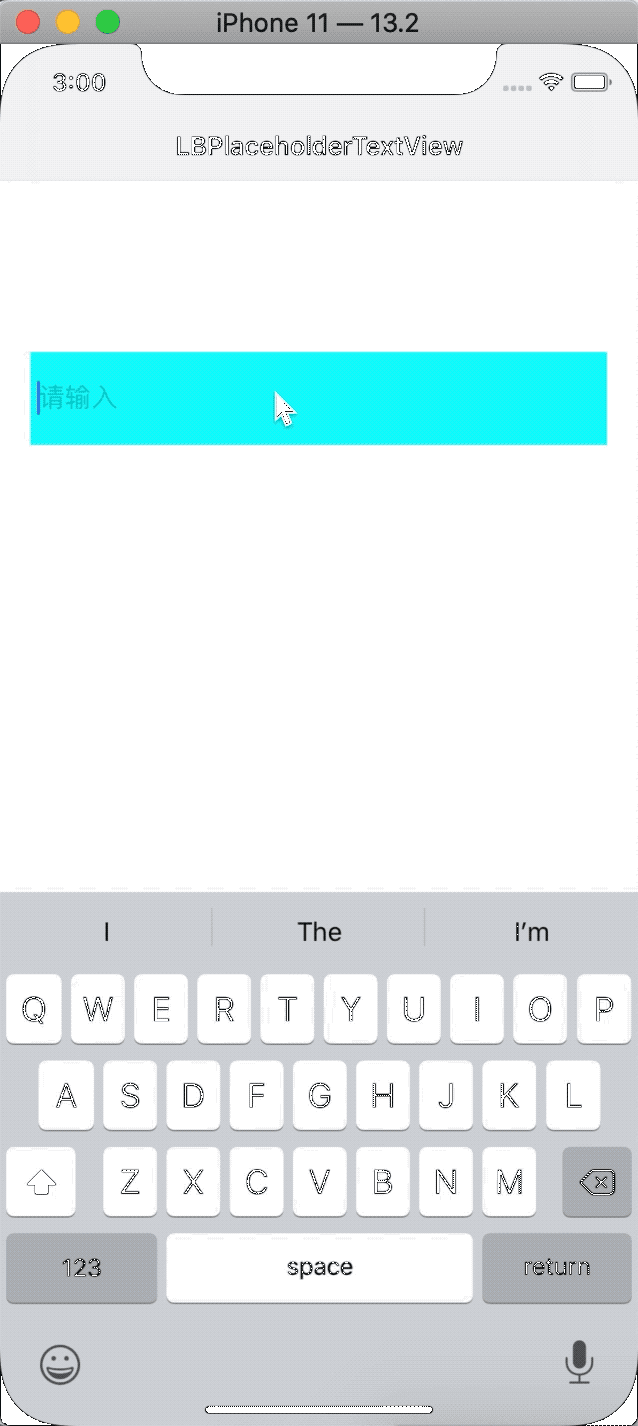 iPhone 11 — 13.2
3:00
LBPlaceholderTextView
请输入
I The I’m
Q W E R T Y U I O P
A S D F G H J K L
Z X C V B N M
123 space return